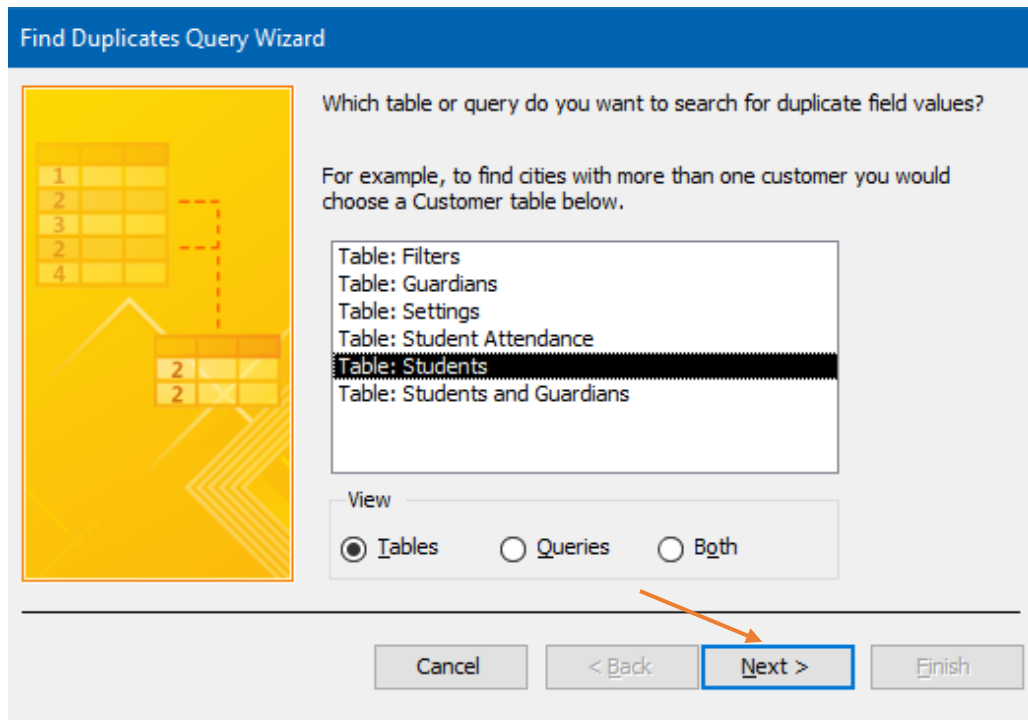 Find Duplicates Query Wizard
Which table or query do you want to search for duplicate field values?
For example, to find cities with more than one customer you would
choose a Customer table below.
1
2
3
2
4
2
2
Table: Filters
Table: Guardians
Table: Settings
Table: Student Attendance
Table: Students
Table: Students and Guardians
View
Tables Queries Both
Cancel < Back Next > Finish